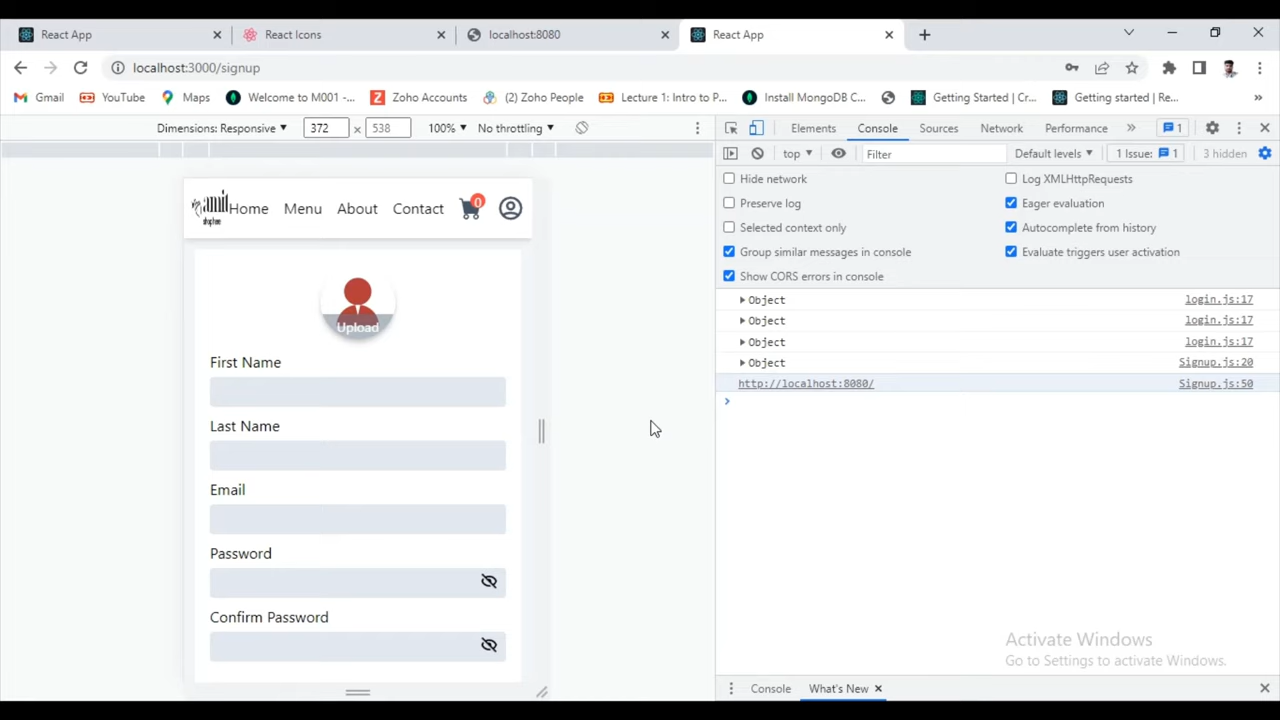 React App
React Icons
localhost:8080
React App
localhost:3000/signup
Gmail
YouTube
Maps
Welcome to M001 -...
Zoho Accounts
(2) Zoho People
Lecture 1: Intro to P...
Install MongoDB C...
Getting Started | Cr...
Getting started | Re...
»
Dimensions: Responsive
372
x
538
100%
No throttling
Elements
Console
Sources
Network
Performance
»
1
top
Filter
Default levels
1 Issue:
1
3 hidden
Hide network
Log XMLHttpRequests
Preserve log
Eager evaluation
Selected context only
Autocomplete from history
Group similar messages in console
Evaluate triggers user activation
Show CORS errors in console
Object
login.js:17
Object
login.js:17
Object
login.js:17
Object
Signup.js:20
http://localhost:8080/
Signup.js:50
Home
Menu
About
Contact
0
Upload
First Name
Last Name
Email
Password
Confirm Password
Activate Windows
Go to Settings to activate Windows.
Console
What's New